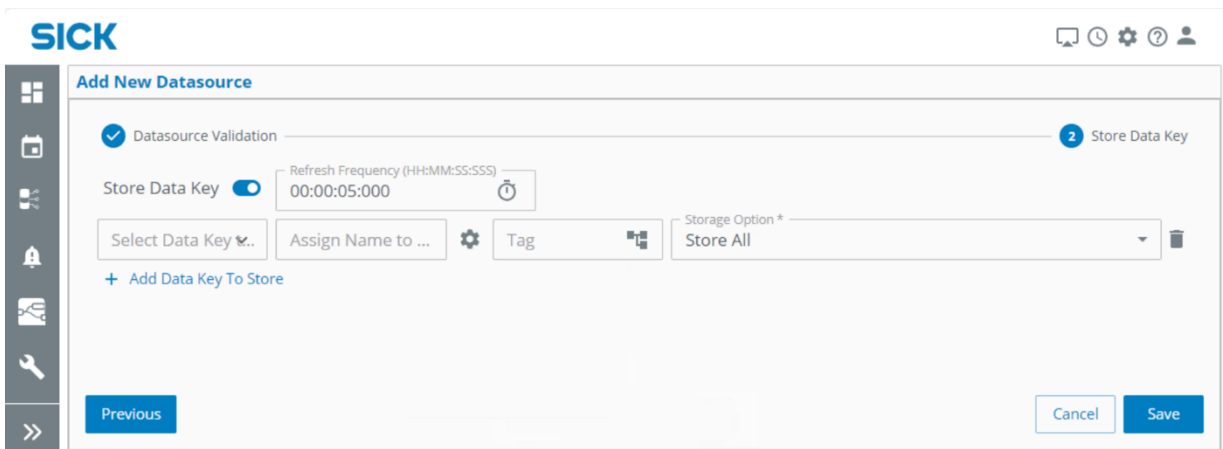 SICK
Add New Datasource
Datasource Validation
2 Store Data Key
Store Data Key
Refresh Frequency (HH:MM:SS:SSS)
00:00:05:000
Select Data Key t...
Assign Name to ...
Tag
Storage Option *
Store All
+ Add Data Key To Store
Previous
Cancel
Save